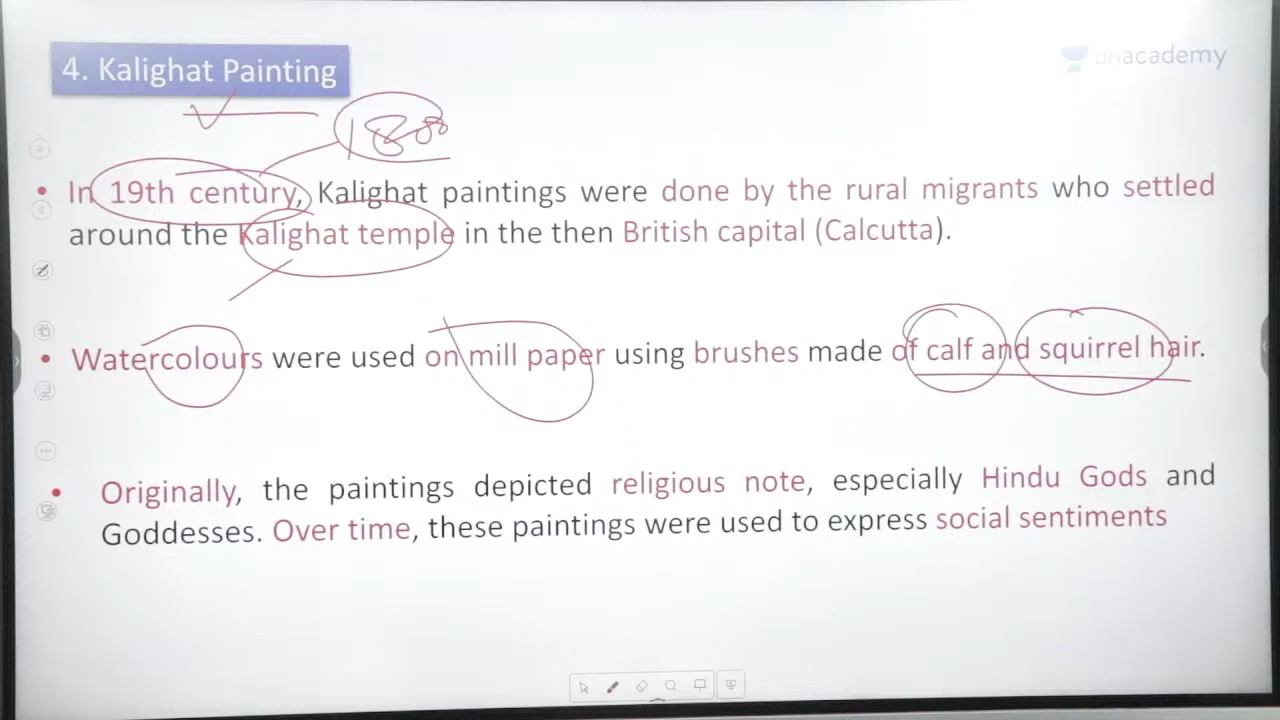 4. Kalighat Painting
unacademy
1800
• In 19th century, Kalighat paintings were done by the rural migrants who settled
around the Kalighat temple in the then British capital (Calcutta).
• Watercolours were used on mill paper using brushes made of calf and squirrel hair.
• Originally, the paintings depicted religious note, especially Hindu Gods and
Goddesses. Over time, these paintings were used to express social sentiments